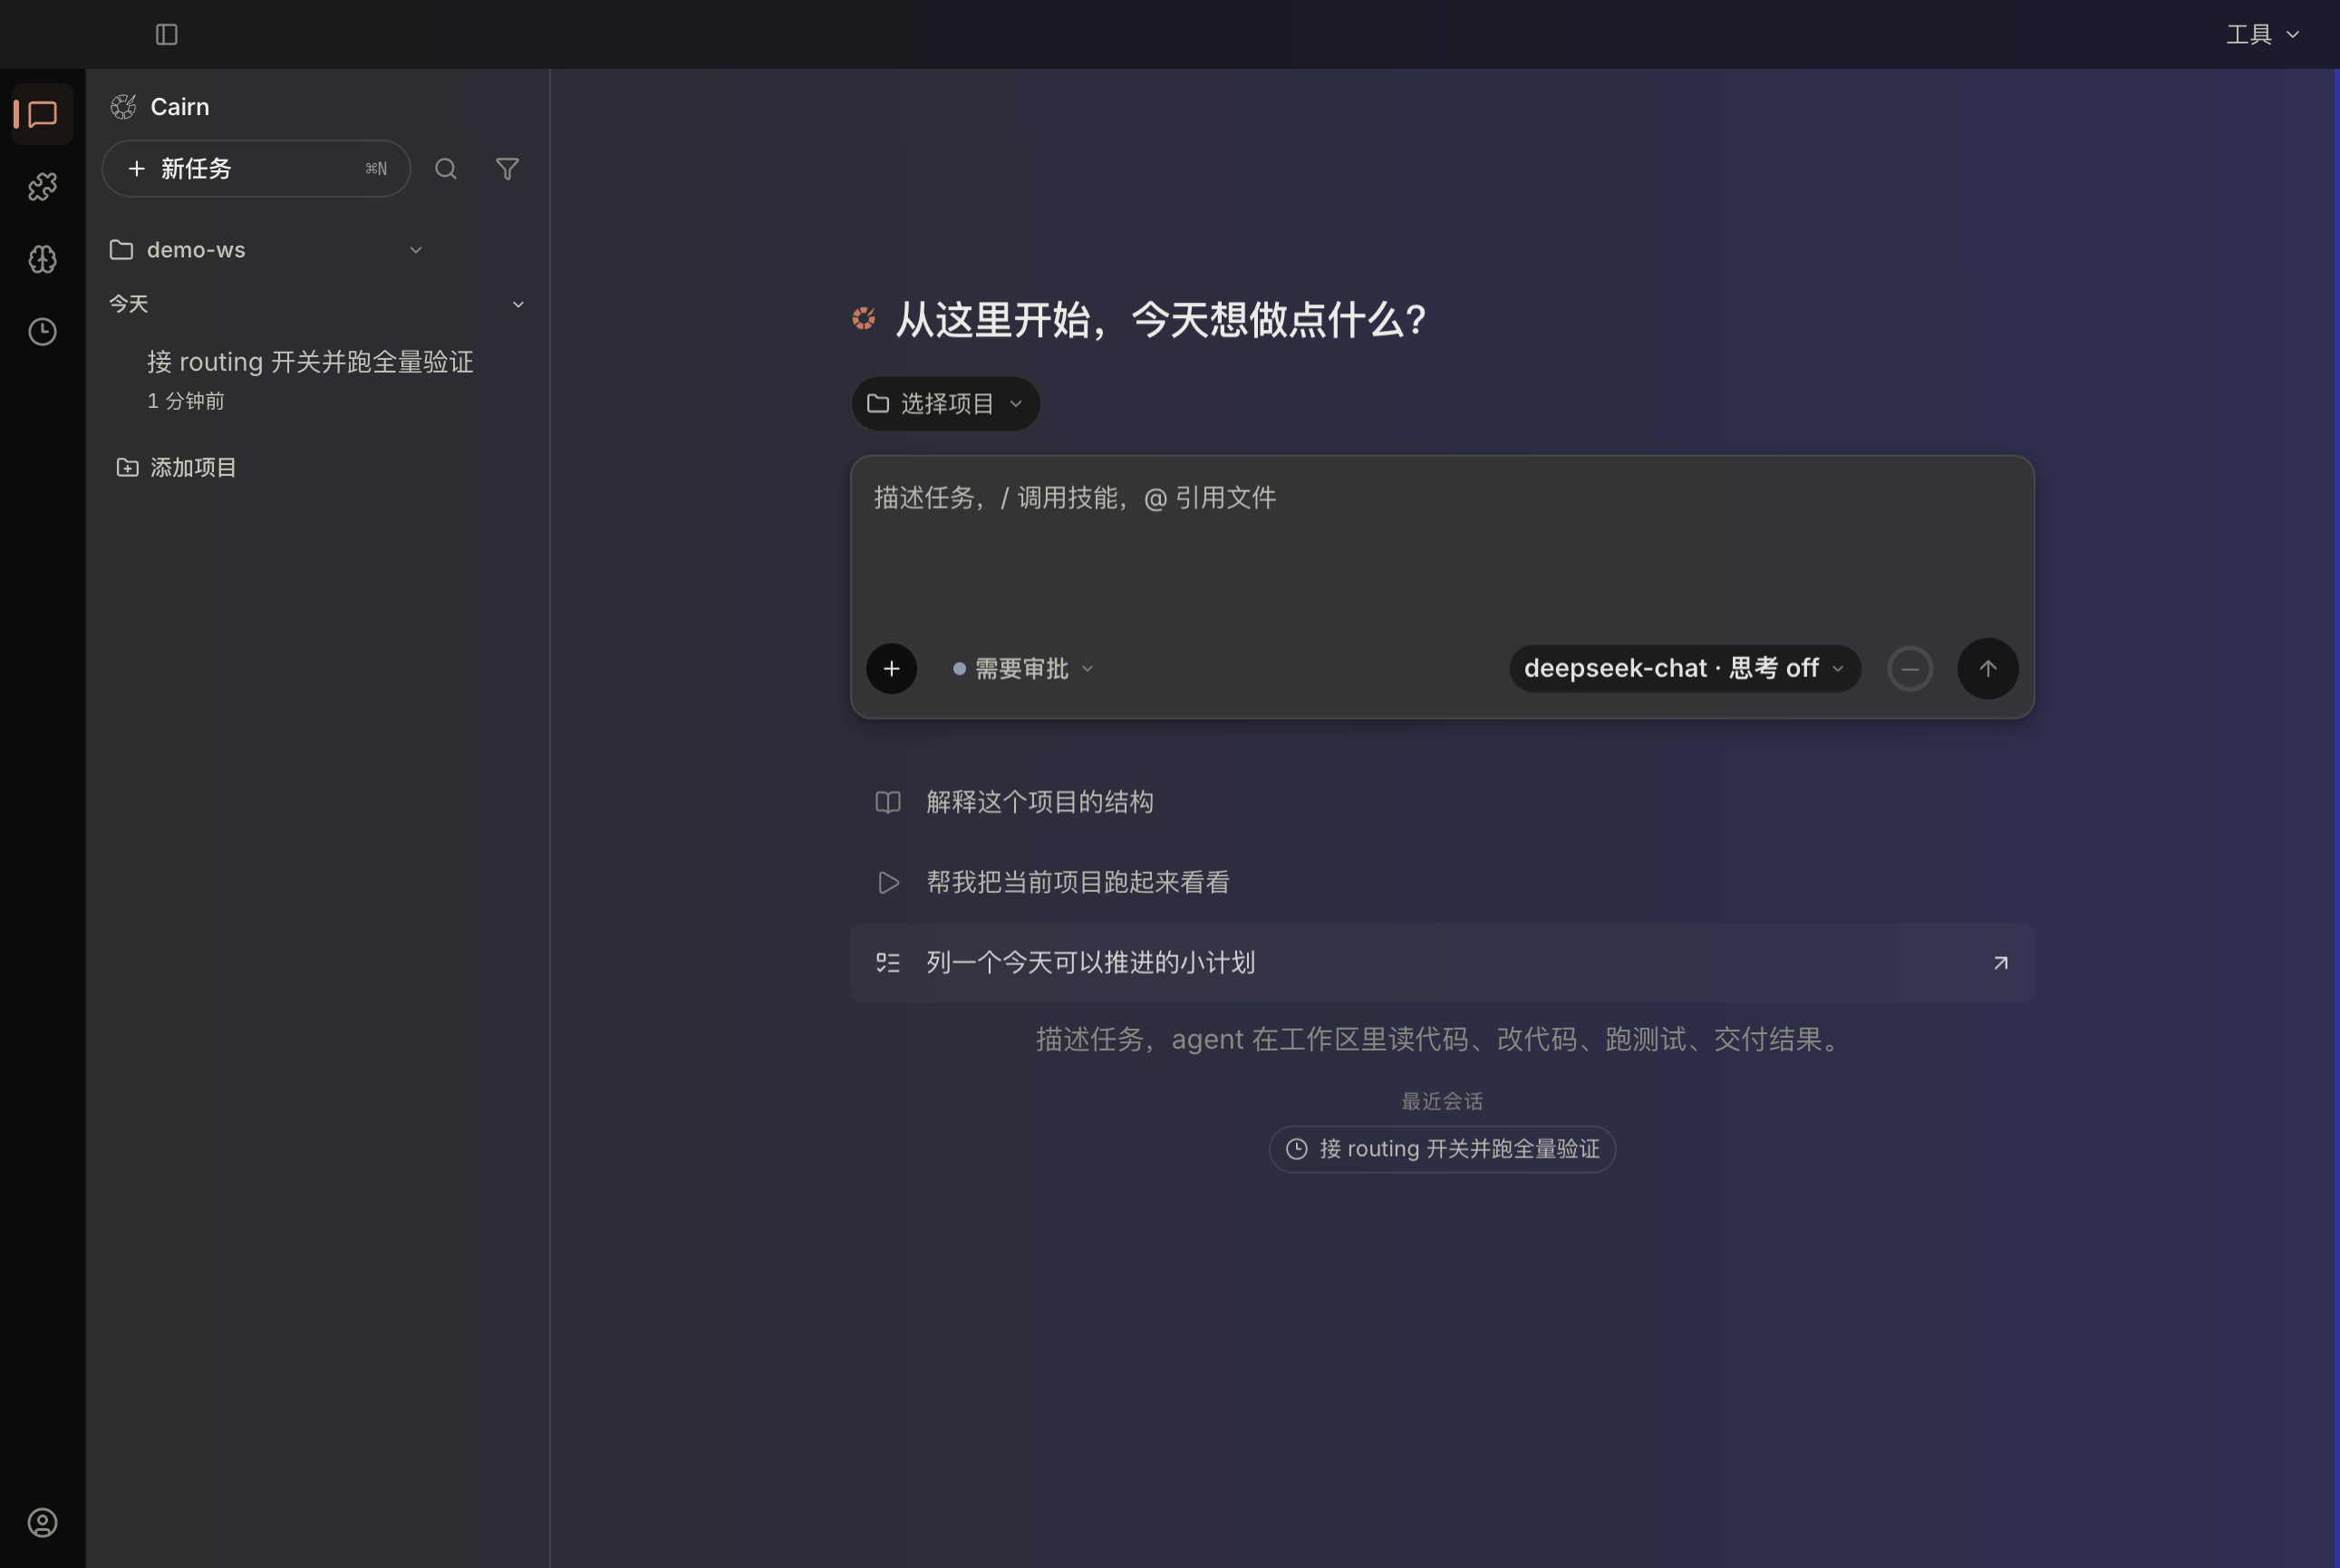 工具
Cairn
新任务 ⌘N
demo-ws
今天
接 routing 开关并跑全量验证
1 分钟前
添加项目
从这里开始，今天想做点什么？
选择项目
描述任务，/ 调用技能，@ 引用文件
需要审批
deepseek-chat · 思考 off
解释这个项目的结构
帮我把当前项目跑起来看看
列一个今天可以推进的小计划
描述任务，agent 在工作区里读代码、改代码、跑测试、交付结果。
最近会话
接 routing 开关并跑全量验证